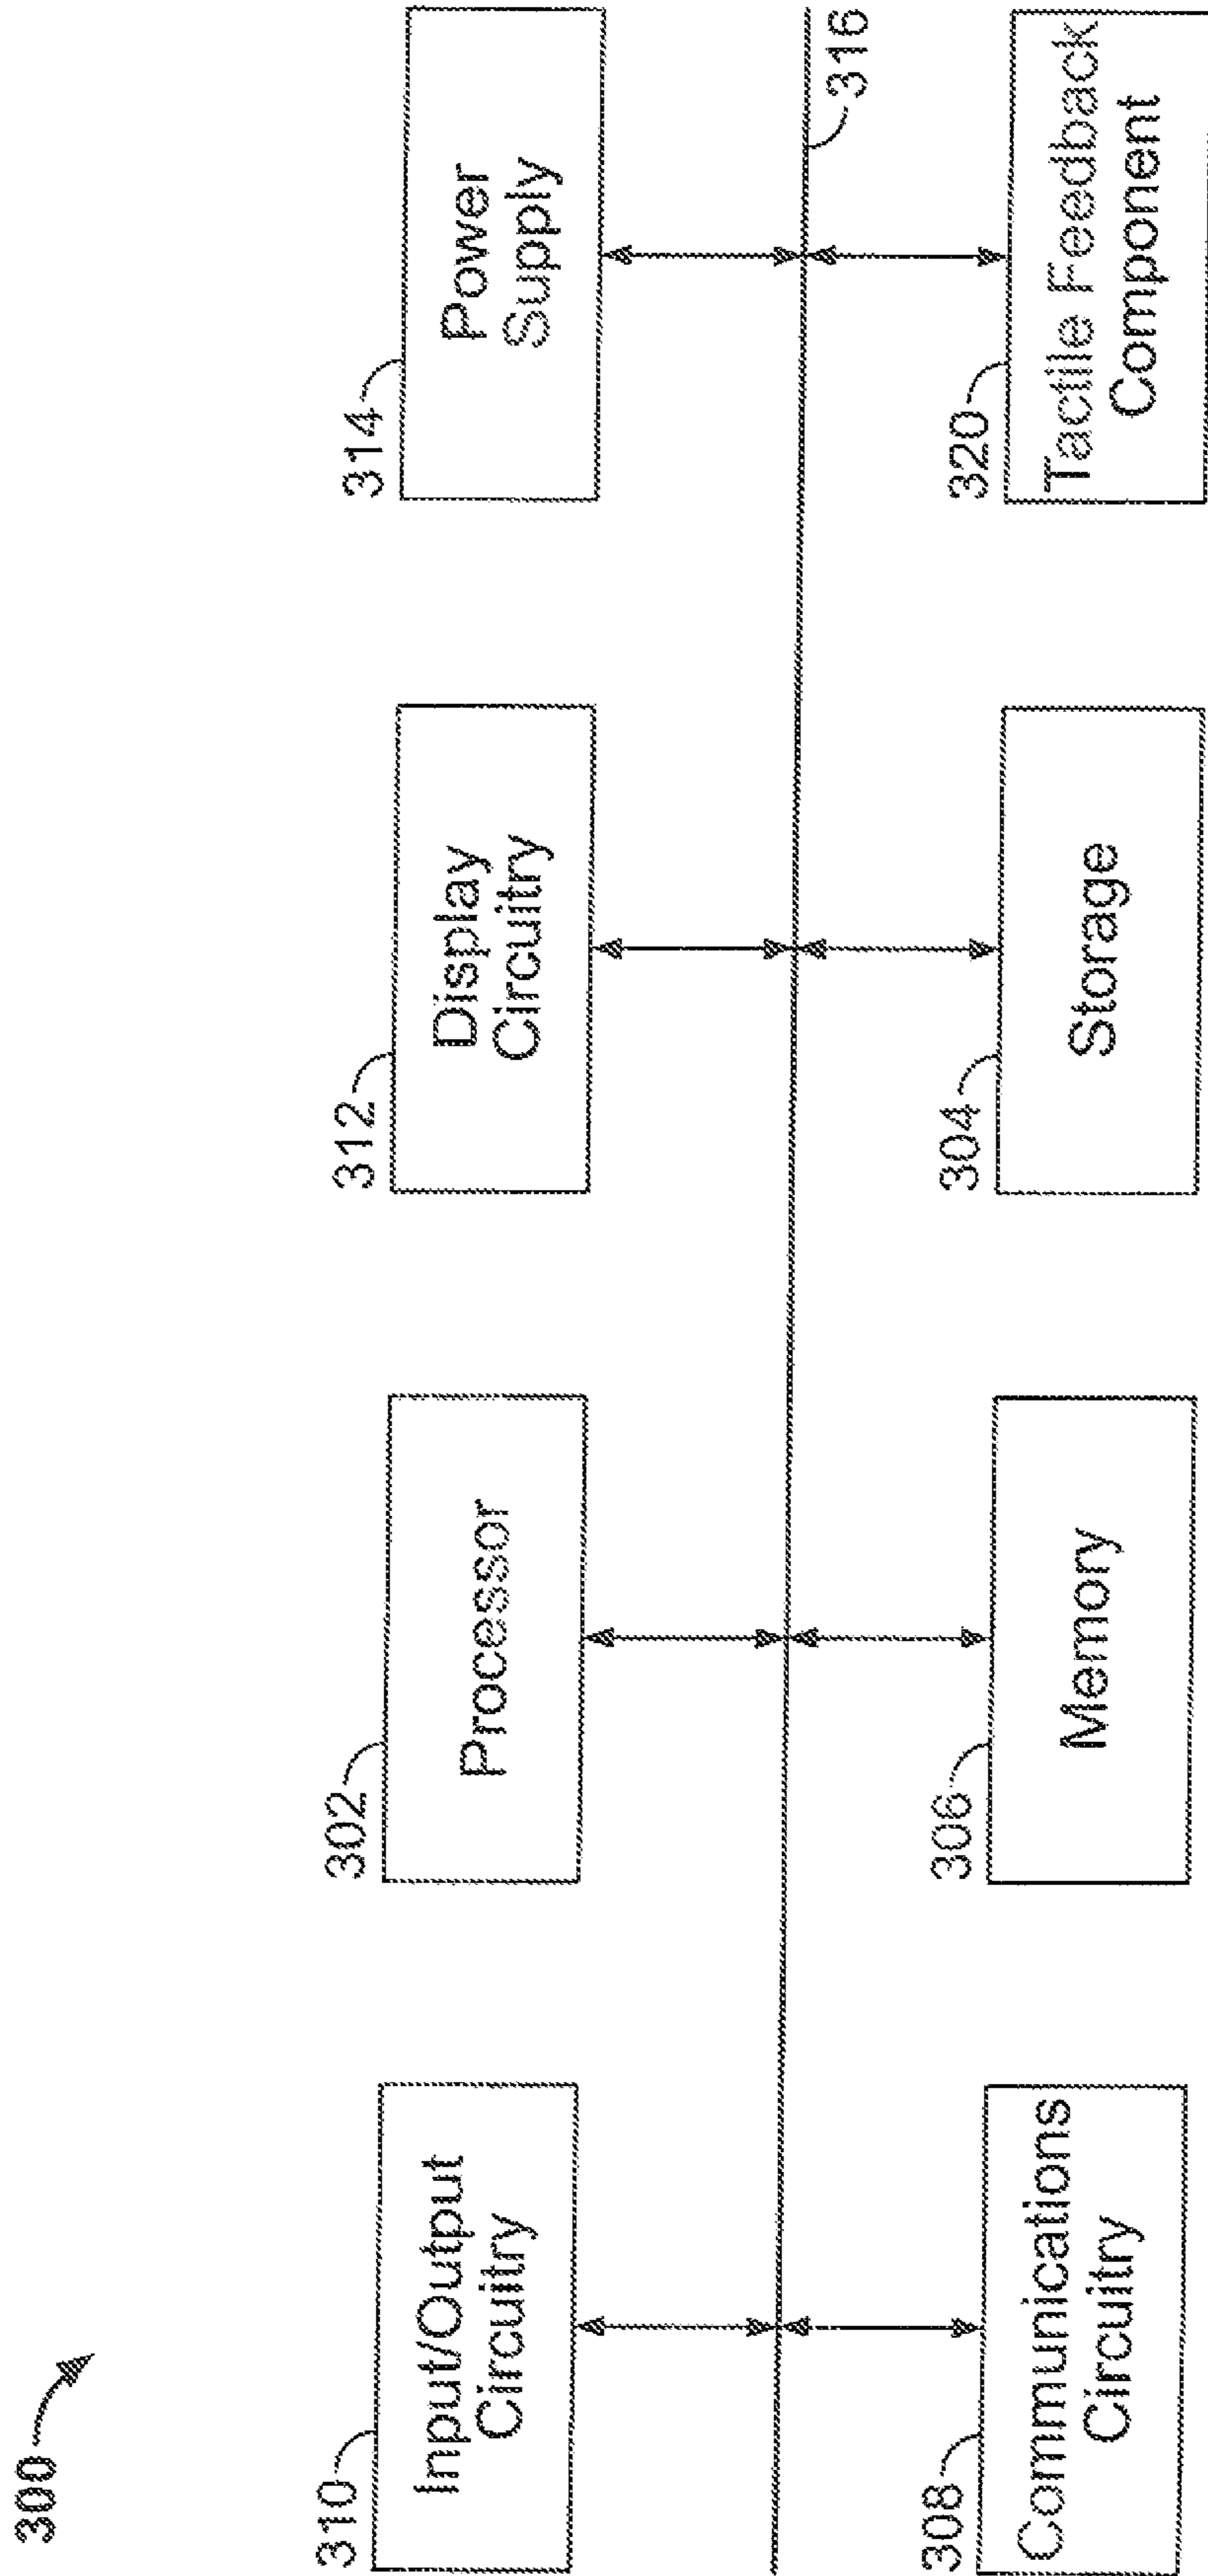 300
310
Input/Output
Circuitry
302
Processor
312
Display
Circuitry
314
Power
Supply
316
308
Communications
Circuitry
306
Memory
304
Storage
320
Tactile Feedback
Component